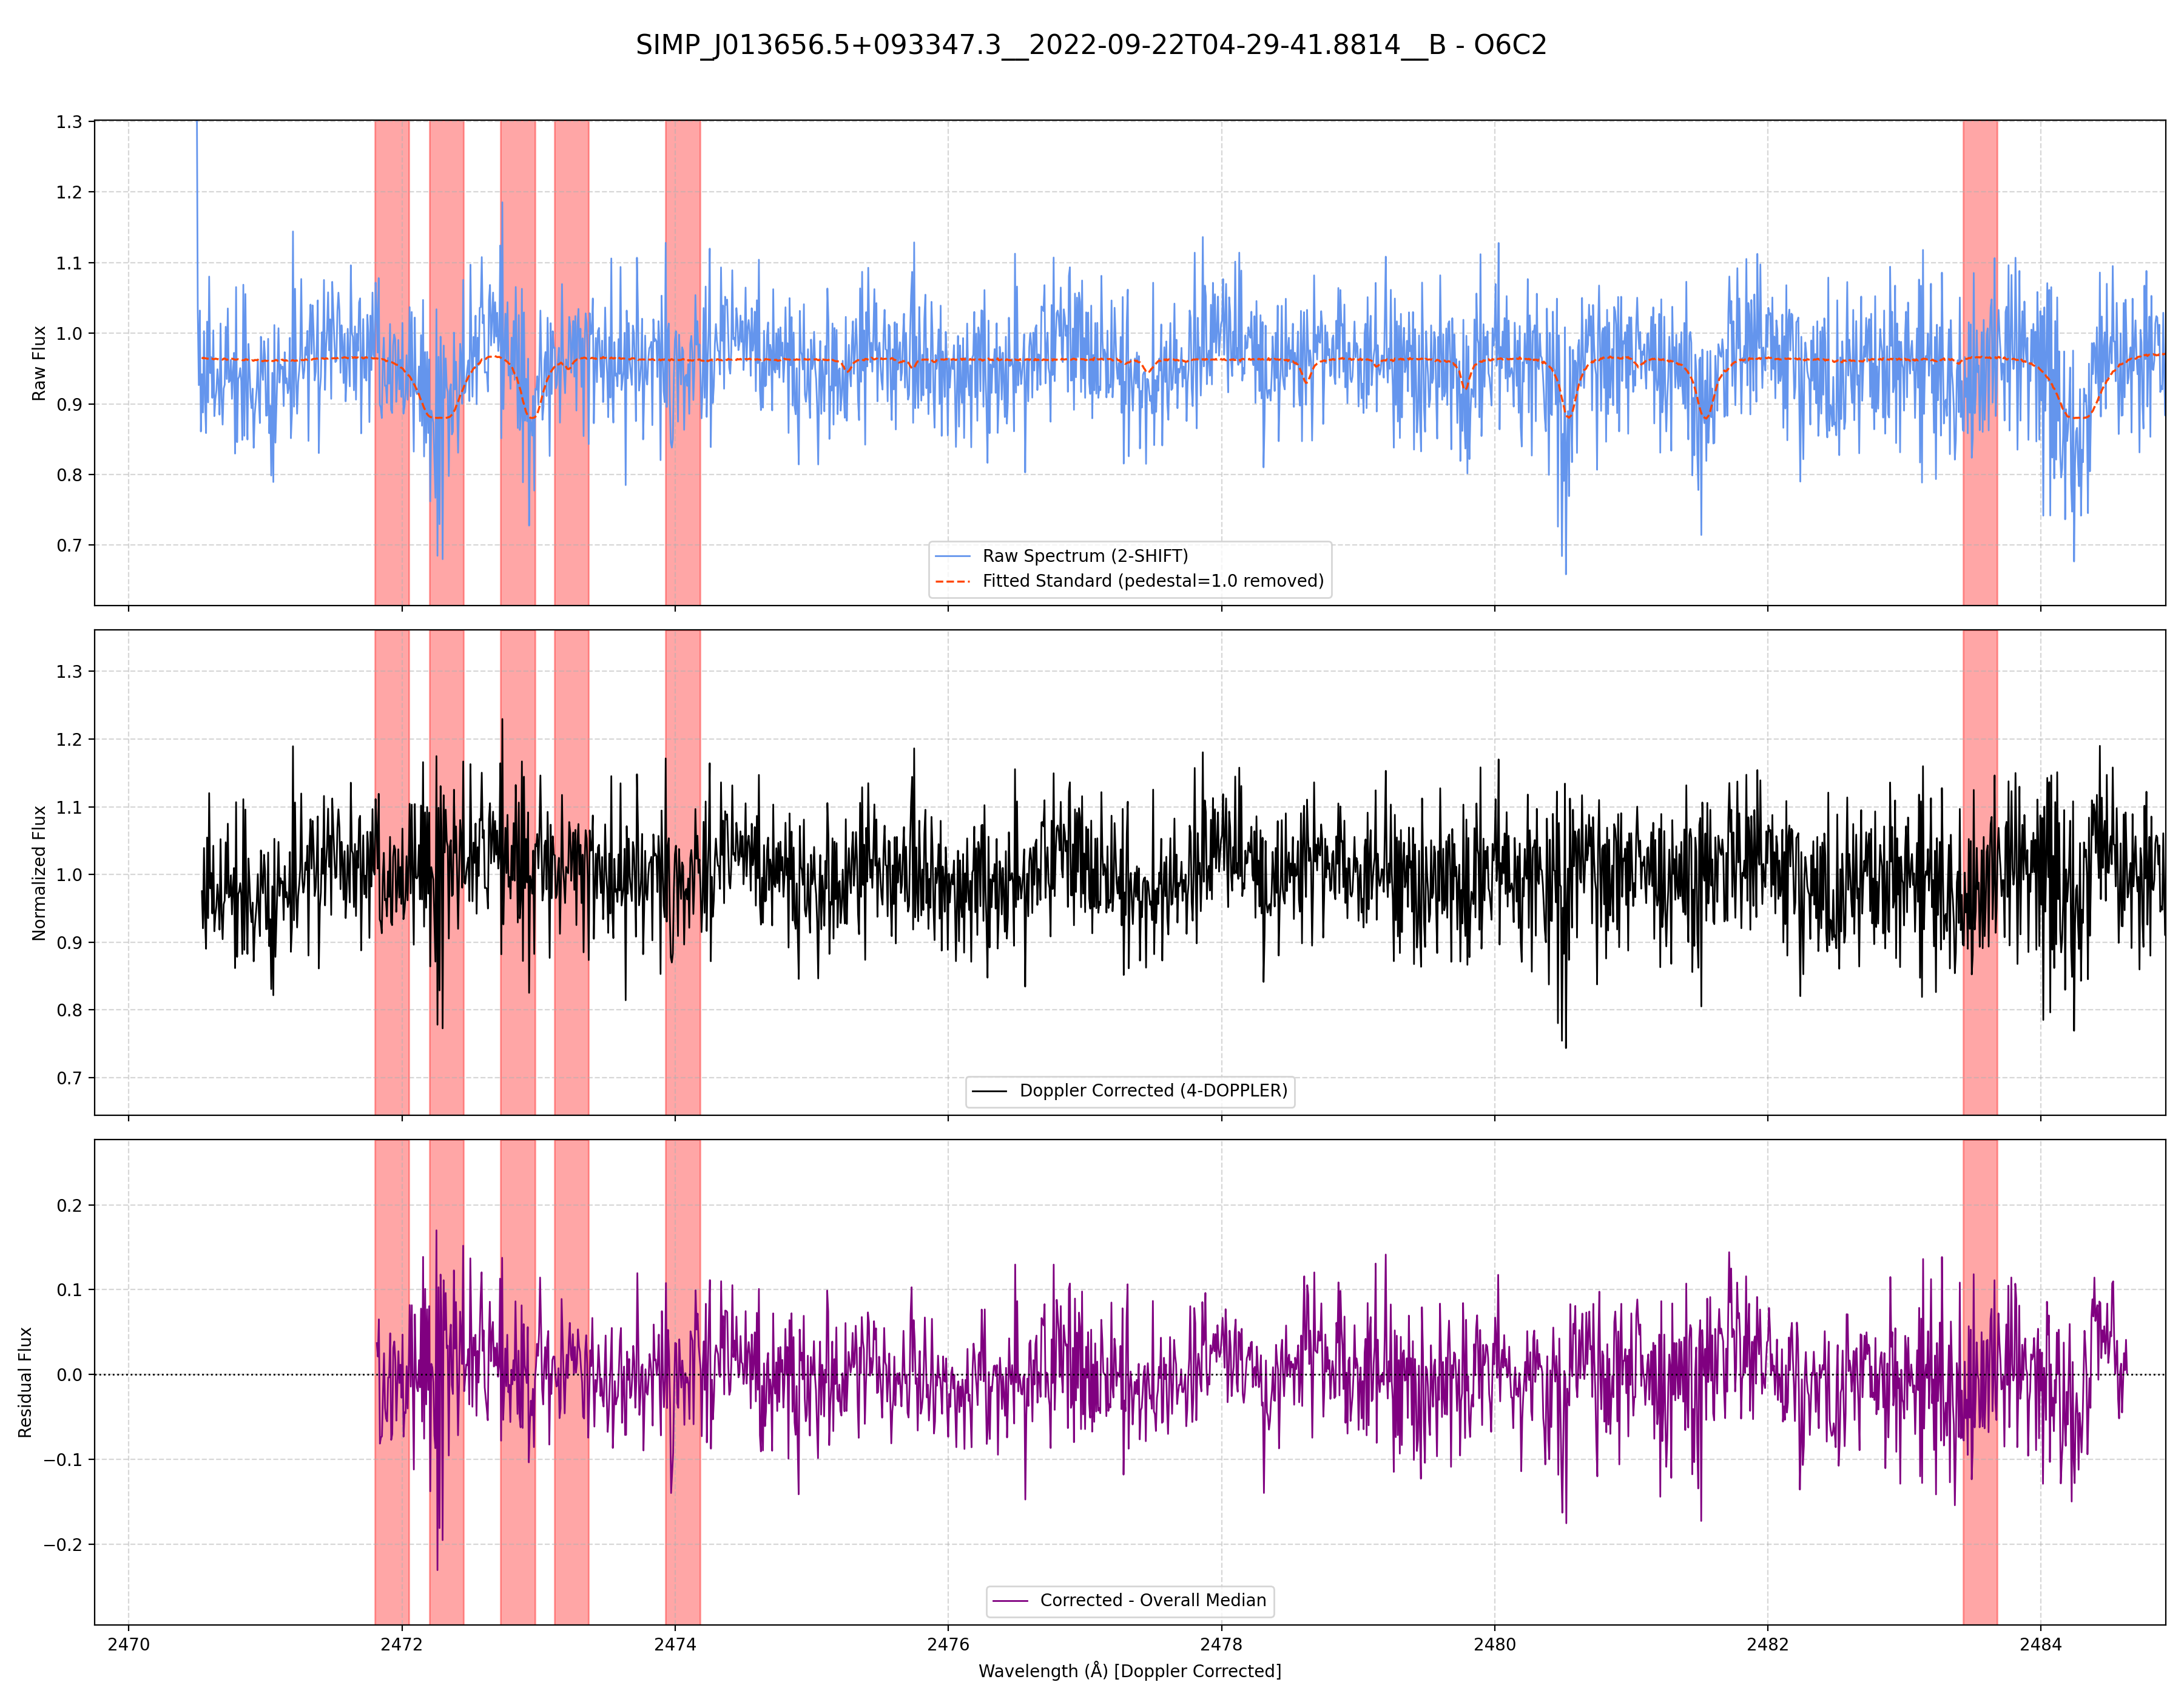 SIMP_J013656.5+093347.3__2022-09-22T04-29-41.8814__B - O6C2
1.3
1.2
1.1
1.0
0.9
0.8
0.7
Raw Flux
Raw Spectrum (2-SHIFT)
Fitted Standard (pedestal=1.0 removed)
1.3
1.2
1.1
1.0
0.9
0.8
0.7
Normalized Flux
Doppler Corrected (4-DOPPLER)
0.2
0.1
0.0
−0.1
−0.2
Residual Flux
Corrected - Overall Median
2470 2472 2474 2476 2478 2480 2482 2484
Wavelength (Å) [Doppler Corrected]